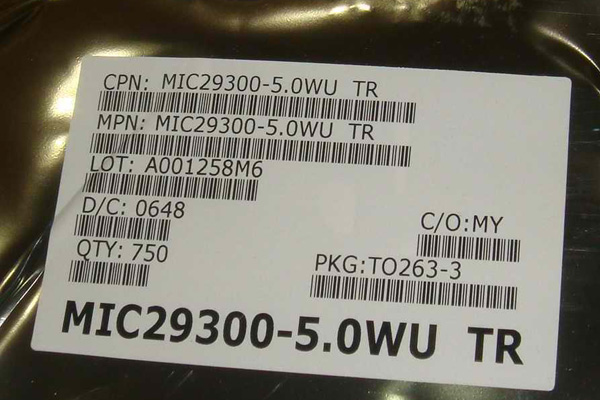 CPN: MIC29300-5.0WU TR
MPN: MIC29300-5.0WU TR
LOT: A001258M6
D/C: 0648
C/O:MY
QTY: 750
PKG:TO263-3
MIC29300-5.0WU TR